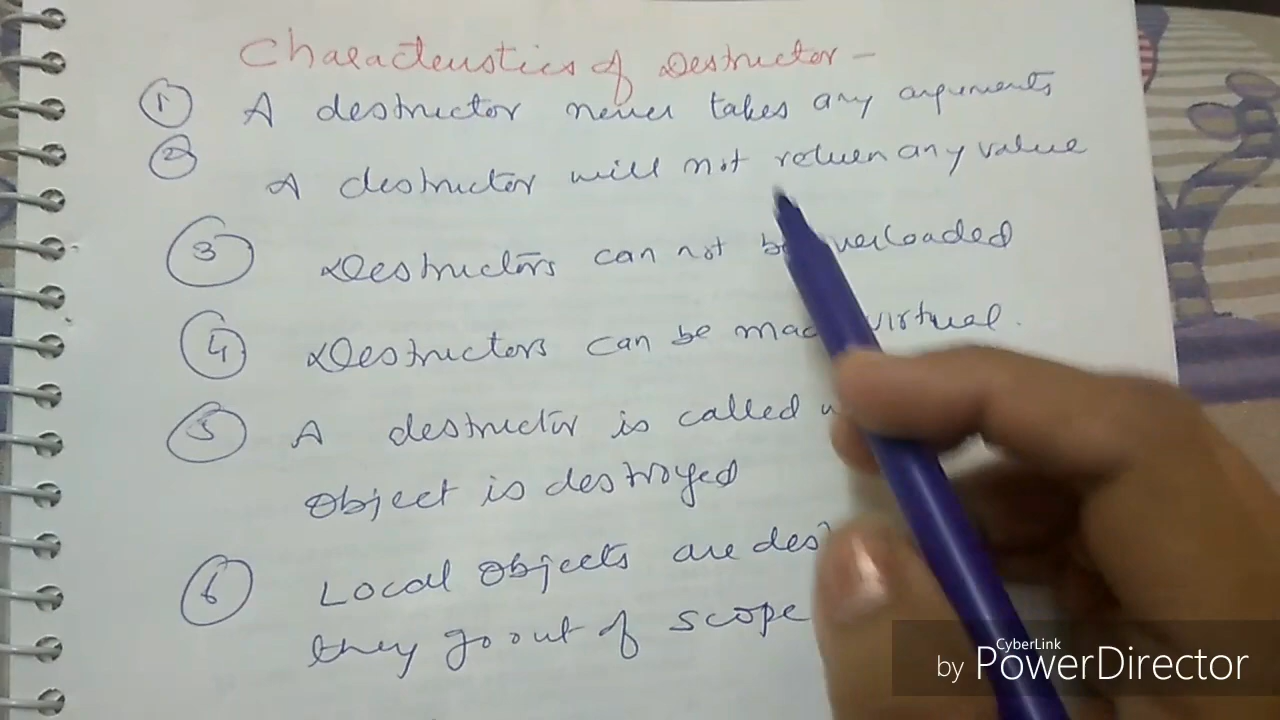 Characteristics of Destructor –
① A destructor never takes any arguments
② A destructor will not return any value
③ Destructors can not be overloaded
④ Destructors can be made virtual.
⑤ A destructor is called
object is destroyed
⑥ Local objects are
they go out of scope
CyberLink
by PowerDirector